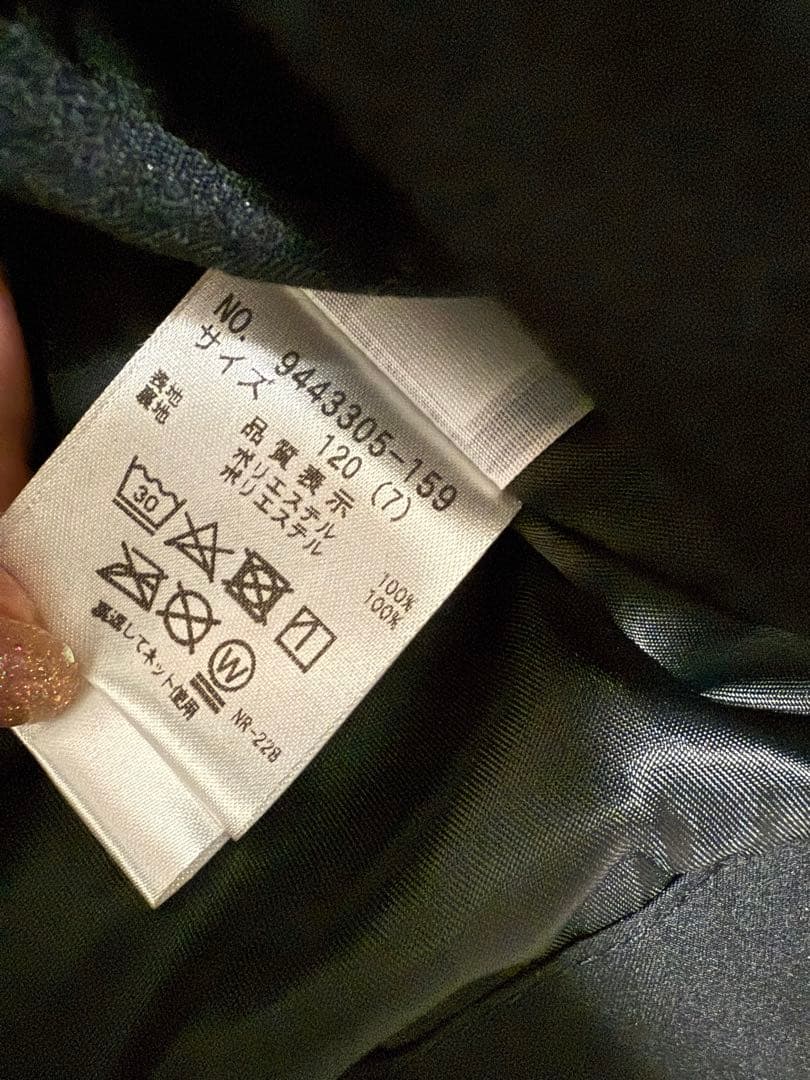 NO. 9443305-159
サイズ 120 (7)
品質表示
表地 ポリエステル 100%
裏地 ポリエステル 100%
30
W
裏返してネット使用
NR-228